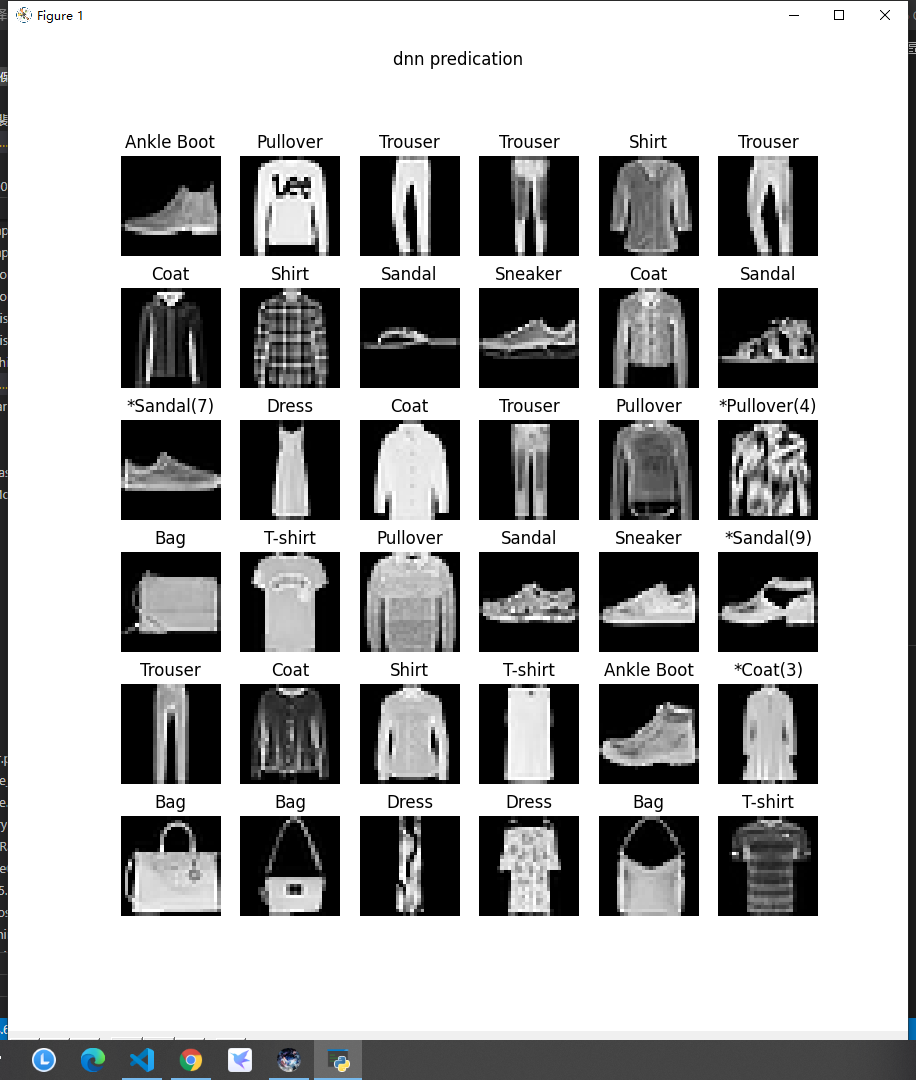 Figure 1
dnn predication
Ankle Boot Pullover Trouser Trouser Shirt Trouser
Lee
Coat Shirt Sandal Sneaker Coat Sandal
*Sandal(7) Dress Coat Trouser Pullover *Pullover(4)
Bag T-shirt Pullover Sandal Sneaker *Sandal(9)
Trouser Coat Shirt T-shirt Ankle Boot *Coat(3)
Bag Bag Dress Dress Bag T-shirt